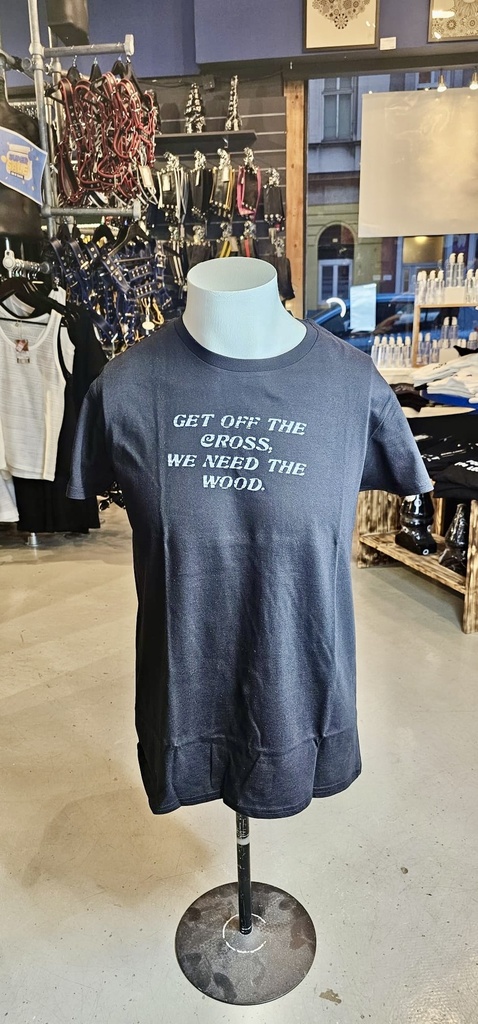 GET OFF THE
CROSS,
WE NEED THE
WOOD.